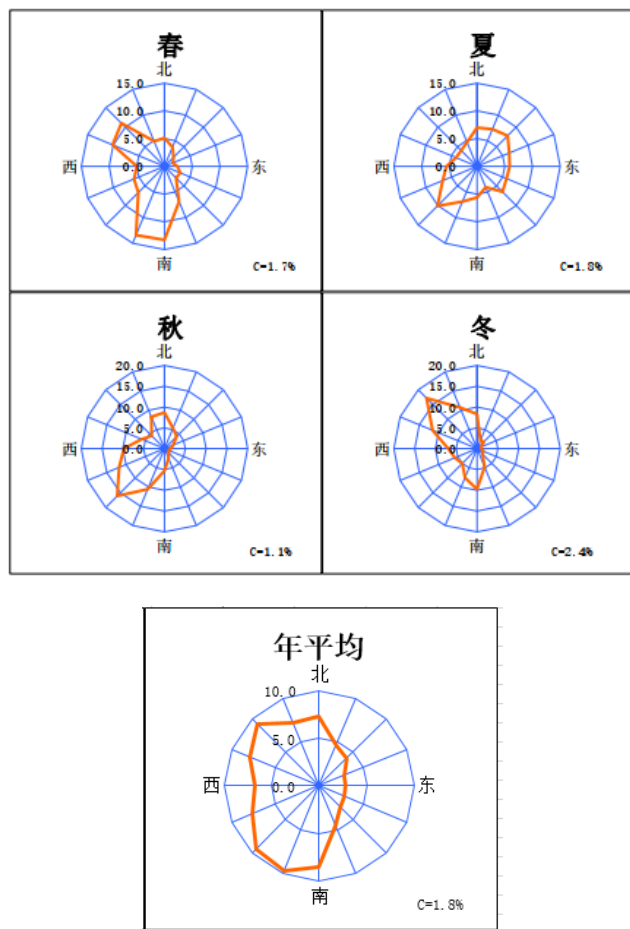 春
北
15.0
10.0
5.0
西 0.0 东
南
C=1.7%
夏
北
15.0
10.0
5.0
西 0.0 东
南
C=1.8%
秋
北
20.0
15.0
10.0
5.0
西 0.0 东
南
C=1.1%
冬
北
20.0
15.0
10.0
5.0
西 0.0 东
南
C=2.4%
年平均
北
10.0
5.0
西 0.0 东
南
C=1.8%